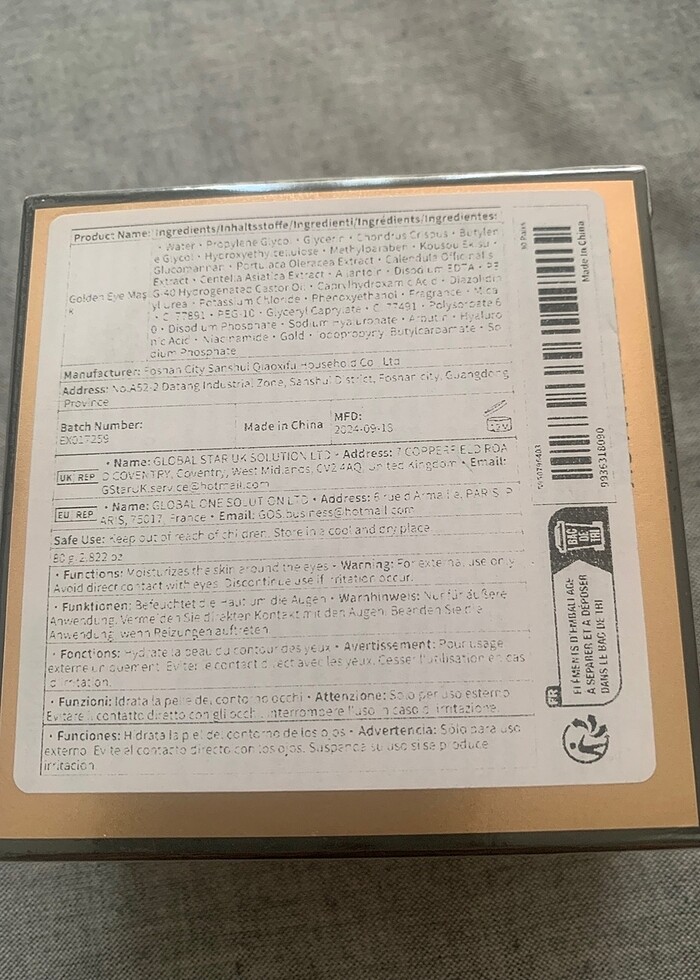 Product Name: Ingredients/Inhaltsstoffe/Ingredienti/Ingrédients/Ingredientes:
Golden Eye Mas
k
• Water • Propylene Glycol • Glycerin • Chondrus Crispus • Butylen
e Glycol • Hydroxyethylcellulose • Methylparaben •
Glucomannan • Portulaca Oleracea Extract • Calendula Officinalis
Extract • Centella Asiatica Extract • Allantoin • Disodium EDTA • PE
G-40 Hydrogenated Castor Oil • Caprylhydroxamic Acid • Diazolidin
yl Urea • Potassium Chloride • Phenoxyethanol • Fragrance • Mica
• CI 77891 • PEG-10 • Glyceryl Caprylate • CI 77491 • Polysorbate 6
0 • Disodium Phosphate • Sodium Hyaluronate • Arbutin • Hyaluro
nic Acid • Niacinamide • Gold • Iodopropynyl Butylcarbamate • So
dium Phosphate
Manufacturer: Foshan City Sanshui Qiaoxifu Household Co., Ltd
Address: No.A52-2 Datang Industrial Zone, Sanshui District, Foshan city, Guangdong
Province
Batch Number:
EX017259
Made in China
MFD:
2024-09-13
12M
UK REP
• Name: GLOBAL STAR UK SOLUTION LTD • Address: 7 COPPERFIELD ROA
D COVENTRY, Coventry, West Midlands, CV2 4AQ, United Kingdom • Email:
GStarUK.service@hotmail.com
EU REP
• Name: GLOBAL ONE SOLUTION LTD • Address: 6 rue d Armaille, PARIS, P
ARIS, 75017, France • Email: GOS.business@hotmail.com
Safe Use: Keep out of reach of children. Store in a cool and dry place.
80 g/2.822 oz
• Functions: Moisturizes the skin around the eyes • Warning: For external use only.
Avoid direct contact with eyes. Discontinue use if irritation occur.
• Funktionen: Befeuchtet die Haut um die Augen • Warnhinweis: Nur für äußere
Anwendung. Vermeiden Sie direkten Kontakt mit den Augen. Beenden Sie die
Anwendung, wenn Reizungen auftreten.
• Fonctions: Hydrate la peau du contour des yeux • Avertissement: Pour usage
externe uniquement. Évitez le contact direct avec les yeux. Cesser l'utilisation en cas
d'irritation.
• Funzioni: Idrata la pelle del contorno occhi • Attenzione: Solo per uso esterno.
Evitare il contatto diretto con gli occhi. Interrompere l'uso in caso di irritazione.
• Funciones: Hidrata la piel del contorno de los ojos • Advertencia: Sólo para uso
externo. Evite el contacto directo con los ojos. Suspenda su uso si se produce
irritación.
10 Pairs
Made in China
9936318090
FR
ÉLÉMENTS D'EMBALLAGE
À SÉPARER ET À DÉPOSER
DANS LE BAC DE TRI
BAC
DE
TRI